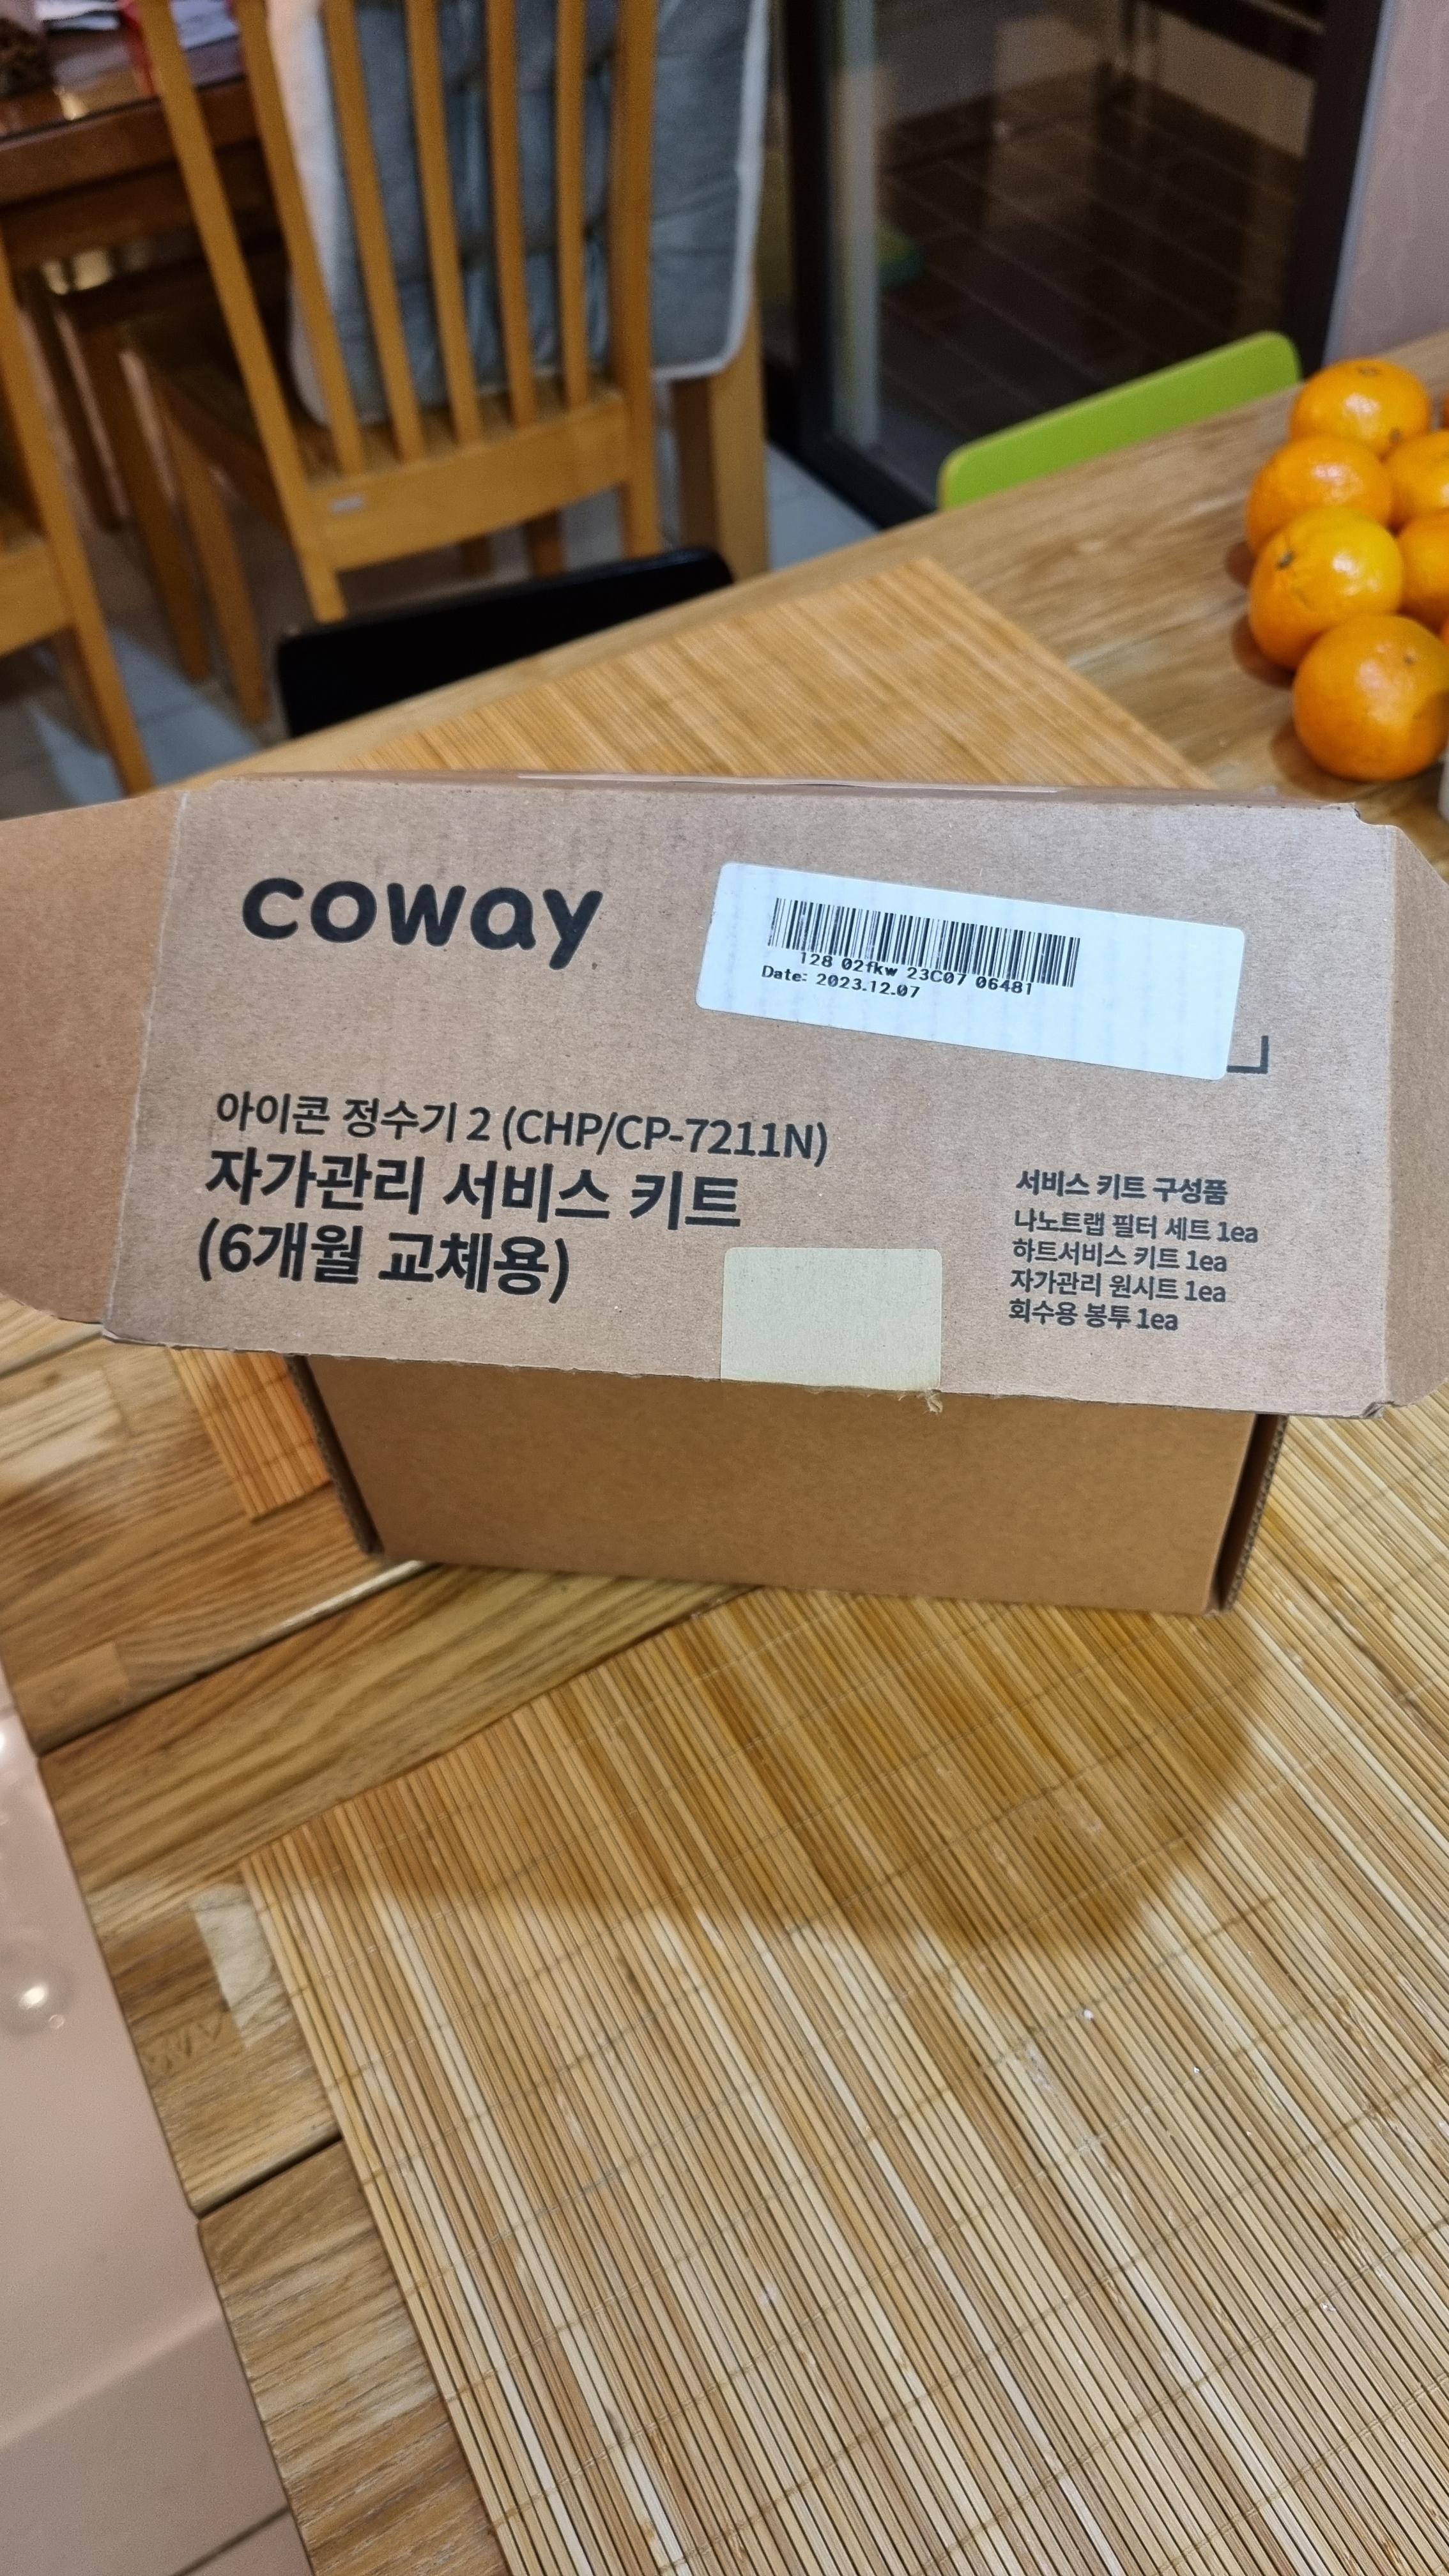 coway
128 02fkw 23C07 06481
Date: 2023.12.07
아이콘 정수기 2 (CHP/CP-7211N)
자가관리 서비스 키트
(6개월 교체용)
서비스 키트 구성품
나노트랩 필터 세트 1ea
하트서비스 키트 1ea
자가관리 원시트 1ea
회수용 봉투 1ea